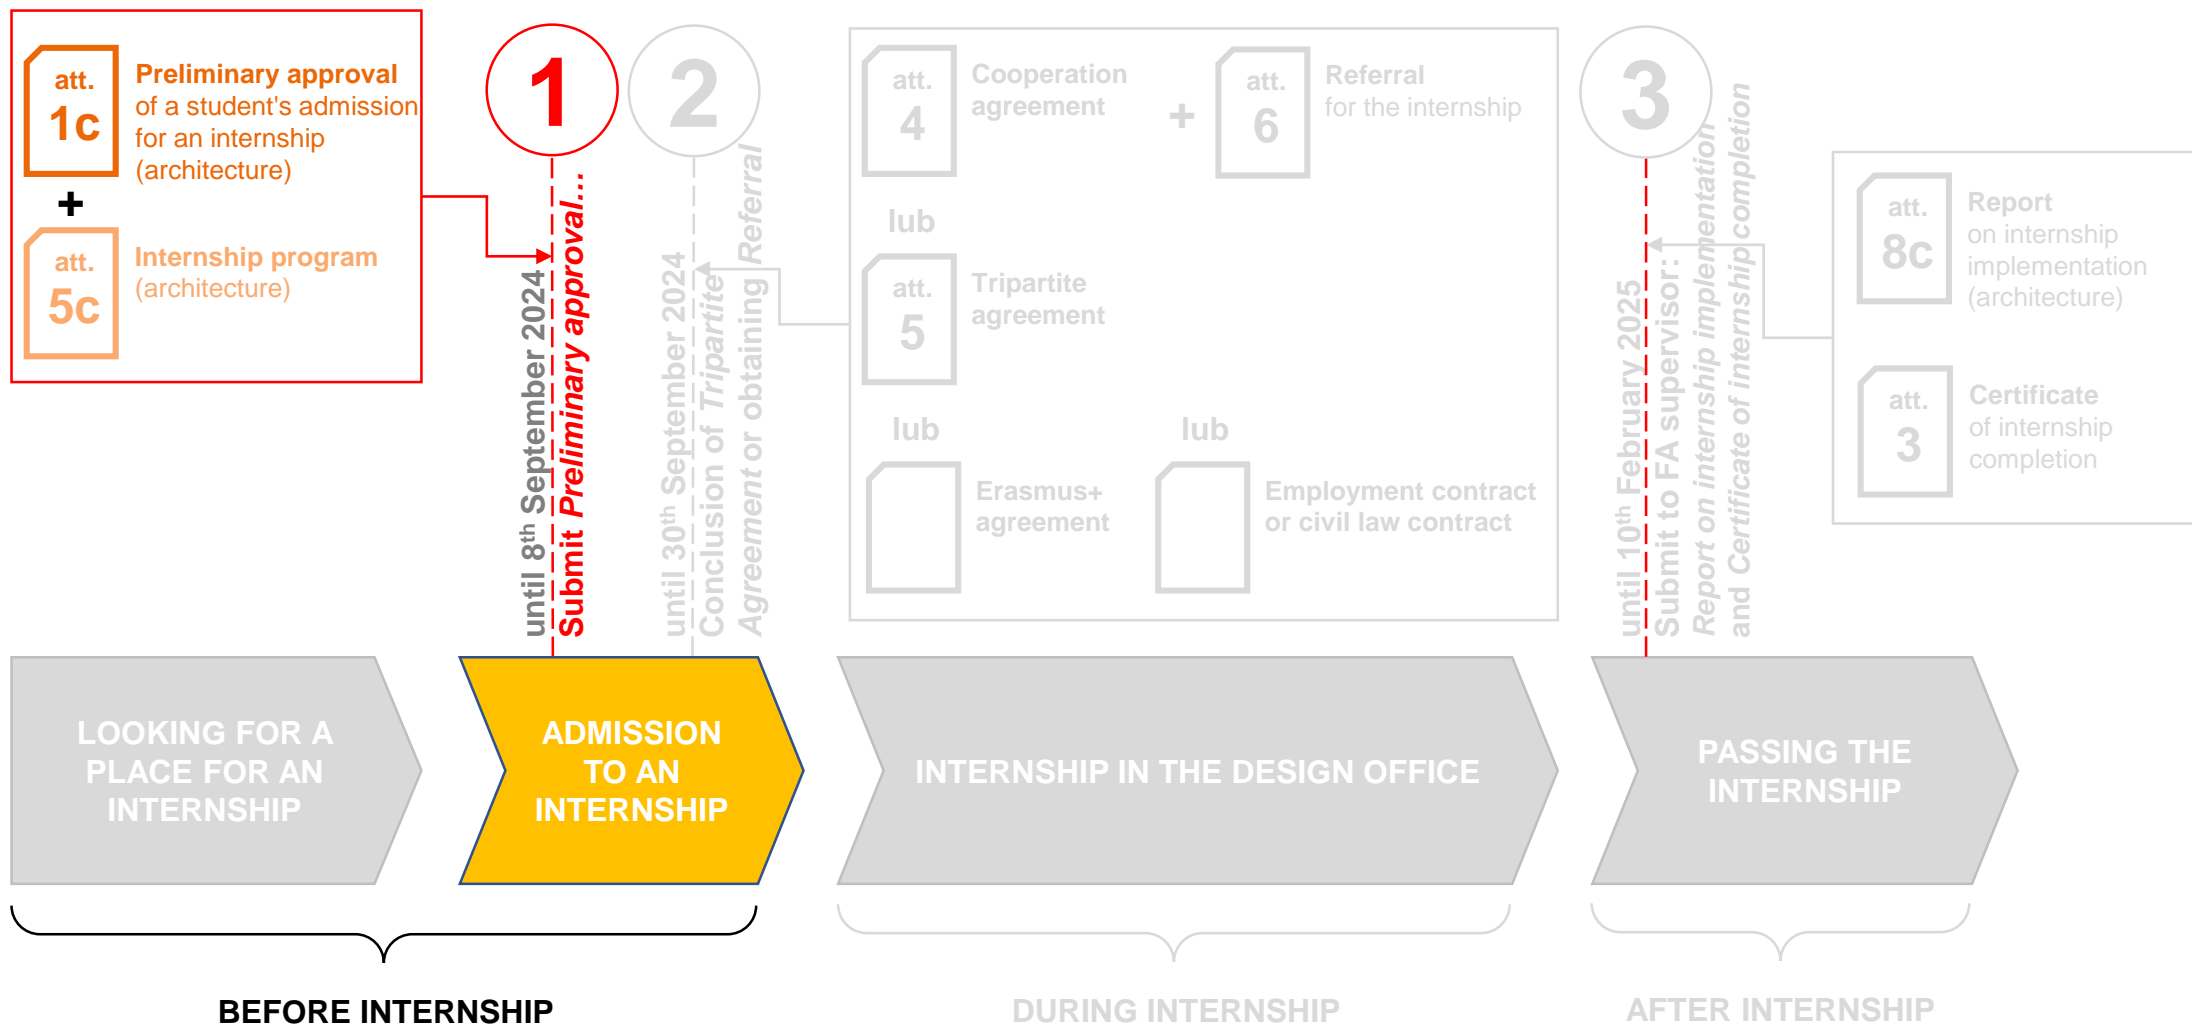 att.
1c
Preliminary approval
of a student's admission
for an internship
(architecture)
+
att.
5c
Internship program
(architecture)
1
until 8th September 2024
Submit Preliminary approval...
2
until 30th September 2024
Conclusion of Tripartite
Agreement or obtaining Referral
att.
4
Cooperation
agreement
+
att.
6
Referral
for the internship
lub
att.
5
Tripartite
agreement
lub
Erasmus+
agreement
lub
Employment contract
or civil law contract
3
until 10th February 2025
Submit to FA supervisor:
Report on internship implementation
and Certificate of internship completion
att.
8c
Report
on internship
implementation
(architecture)
att.
3
Certificate
of internship
completion
LOOKING FOR A
PLACE FOR AN
INTERNSHIP
ADMISSION
TO AN
INTERNSHIP
INTERNSHIP IN THE DESIGN OFFICE
PASSING THE
INTERNSHIP
BEFORE INTERNSHIP
DURING INTERNSHIP
AFTER INTERNSHIP